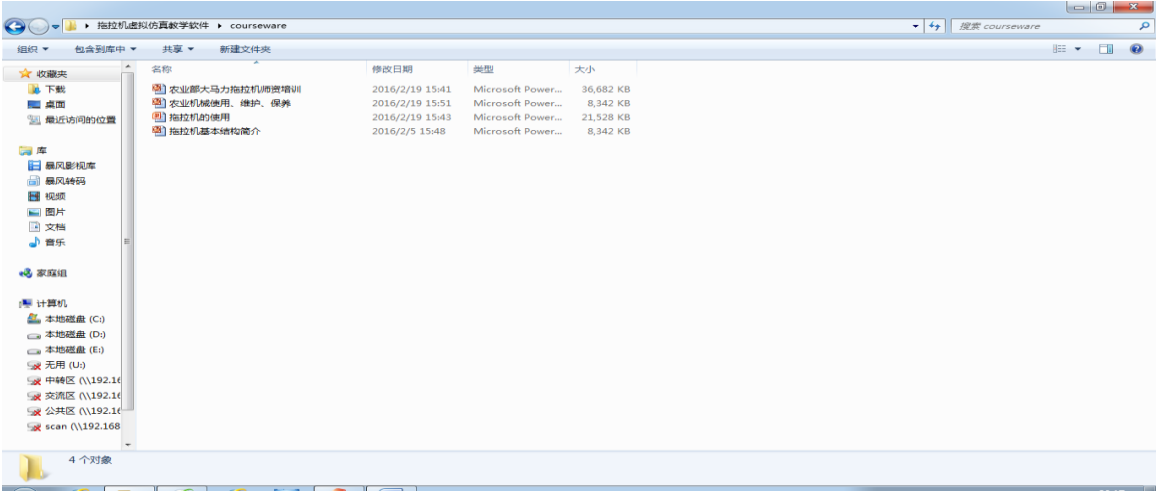 拖拉机虚拟仿真教学软件 courseware
搜索 courseware
组织 包含到库中 共享 新建文件夹
名称 修改日期 类型 大小
农业部大马力拖拉机师资培训 2016/2/19 15:41 Microsoft Power... 36,682 KB
农业机械使用、维护、保养 2016/2/19 15:51 Microsoft Power... 8,342 KB
拖拉机的使用 2016/2/19 15:43 Microsoft Power... 21,528 KB
拖拉机基本结构简介 2016/2/5 15:48 Microsoft Power... 8,342 KB
收藏夹
下载
桌面
最近访问的位置
库
暴风影视库
暴风转码
视频
图片
文档
音乐
家庭组
计算机
本地磁盘 (C:)
本地磁盘 (D:)
本地磁盘 (E:)
无用 (U:)
中转区 (\\192.16
交流区 (\\192.16
公共区 (\\192.16
scan (\\192.168
4 个对象